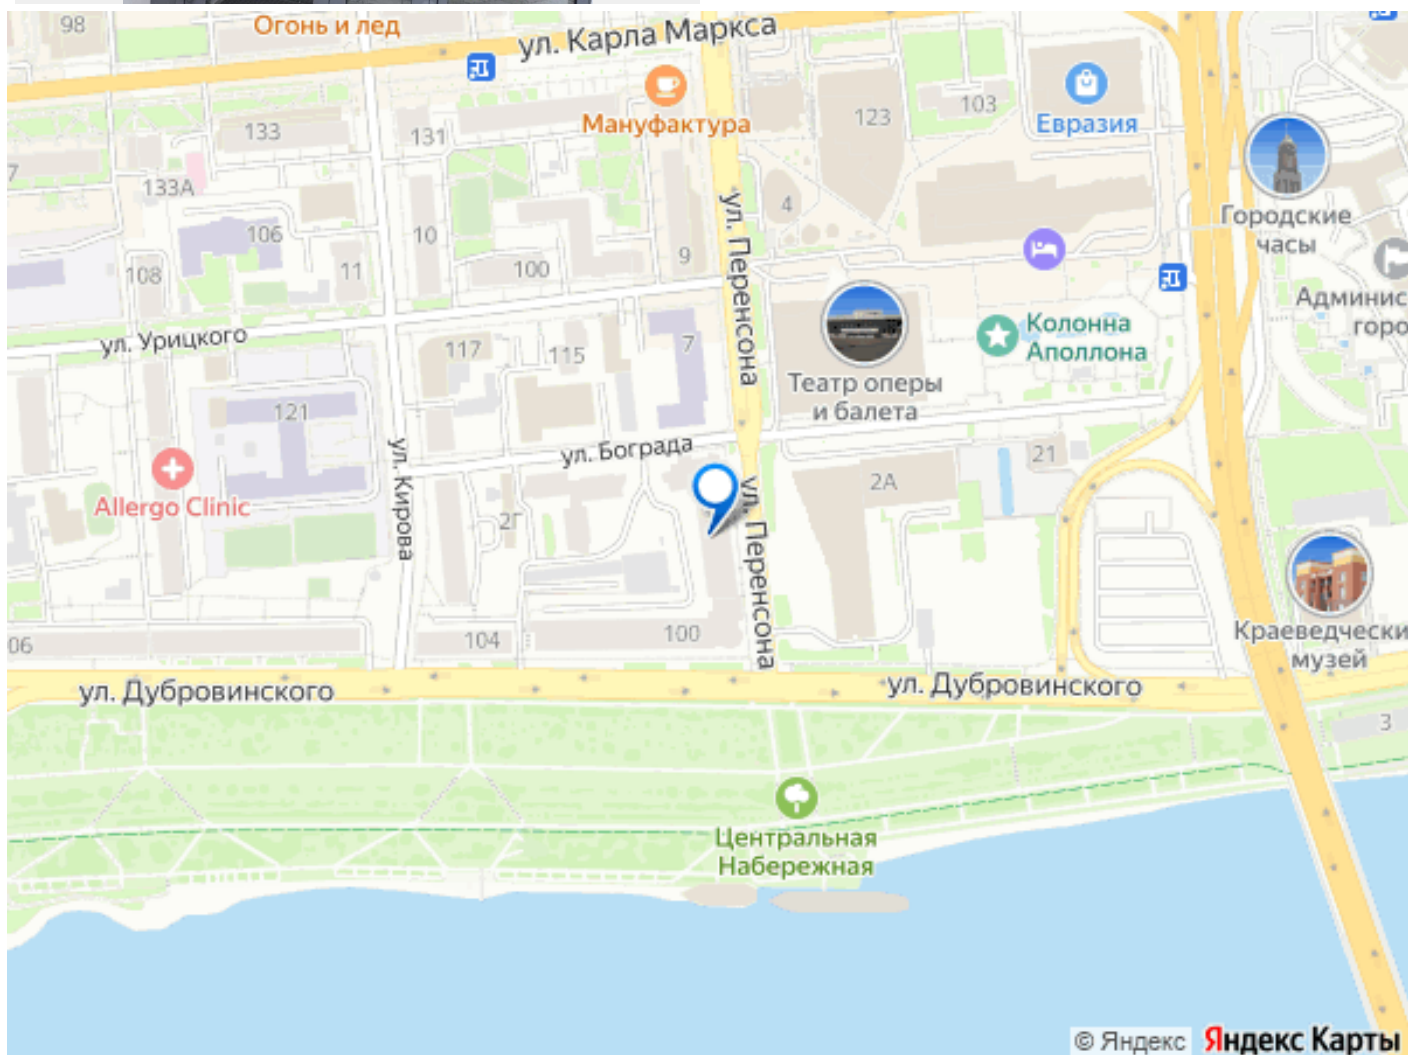 98
Огонь и лед
ул. Карла Маркса
Мануфактура
123
103
Евразия
133
131
7
133А
4
Городские
часы
106
10
9
ул. Перенсона
108
11
100
Админис
горо
ул. Урицкого
117
115
7
Колонна
Аполлона
Театр оперы
и балета
121
ул. Бограда
21
2А
Allergo Clinic
ул. Кирова
2Г
ул. Перенсона
06
104
100
Краеведчески
музей
ул. Дубровинского
ул. Дубровинского
3
Центральная
Набережная
© Яндекс Яндекс Карты